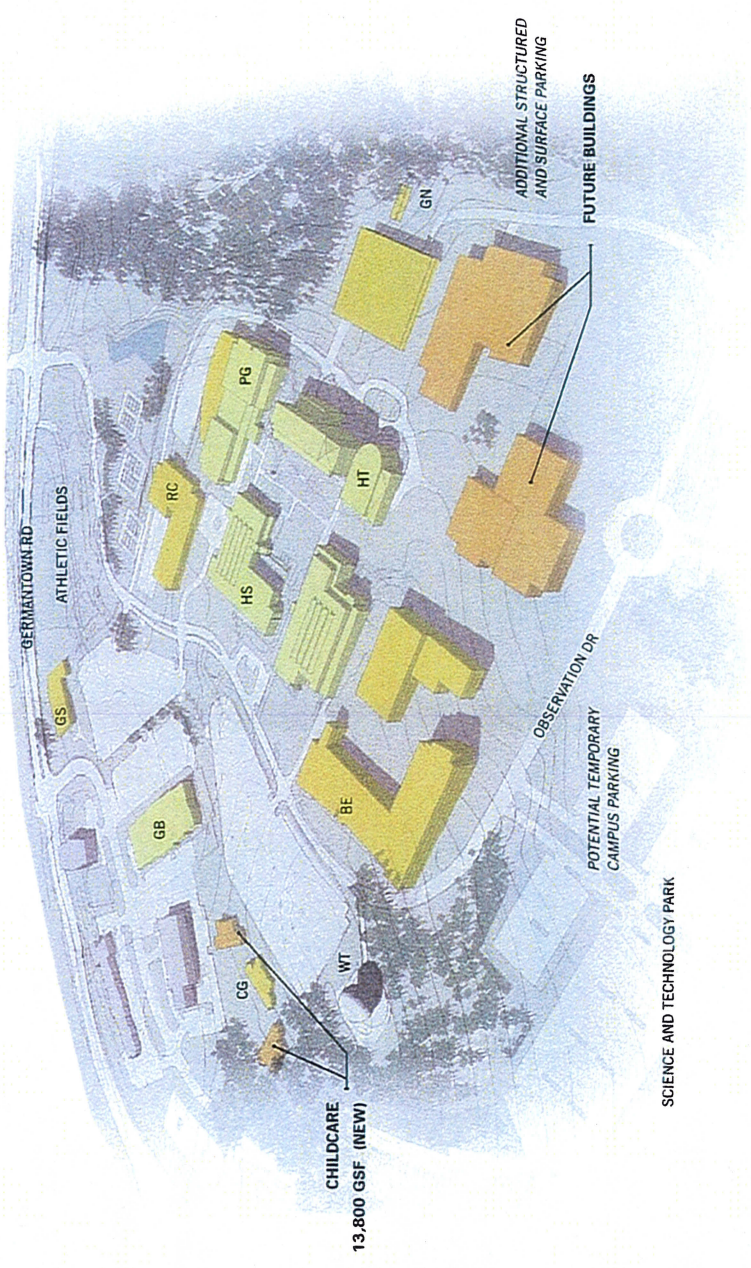 GERMANTOWN RD
ATHLETIC FIELDS
GS
GB
RC
PG
HS
HT
GN
BE
CG
WT
CHILDCARE
13,800 GSF (NEW)
OBSERVATION DR
POTENTIAL TEMPORARY
CAMPUS PARKING
SCIENCE AND TECHNOLOGY PARK
ADDITIONAL STRUCTURED
AND SURFACE PARKING
FUTURE BUILDINGS